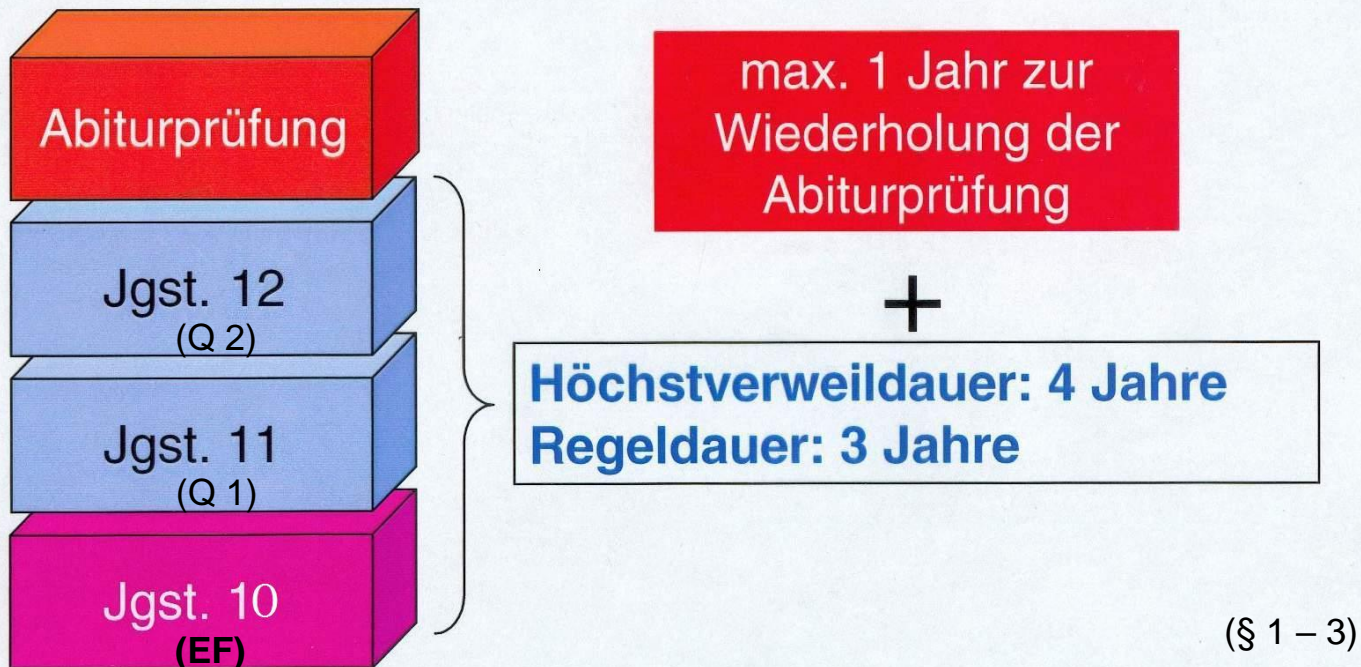 Abiturprüfung
Jgst. 12
(Q 2)
Jgst. 11
(Q 1)
Jgst. 10
(EF)
max. 1 Jahr zur
Wiederholung der
Abiturprüfung
+
Höchstverweildauer: 4 Jahre
Regeldauer: 3 Jahre
(§ 1 – 3)